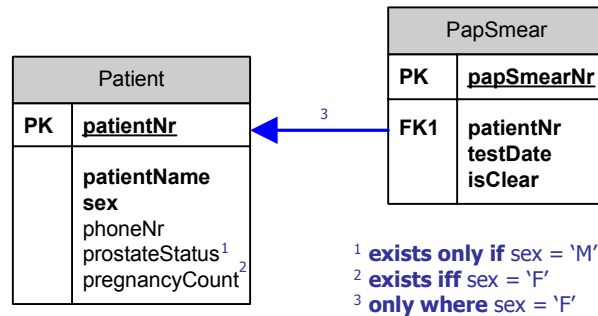 Patient
PK patientNr
patientName
sex
phoneNr
prostateStatus1
pregnancyCount2
3
PapSmear
PK papSmearNr
FK1 patientNr
testDate
isClear
1 exists only if sex = ‘M’
2 exists iff sex = ‘F’
3 only where sex = ‘F’